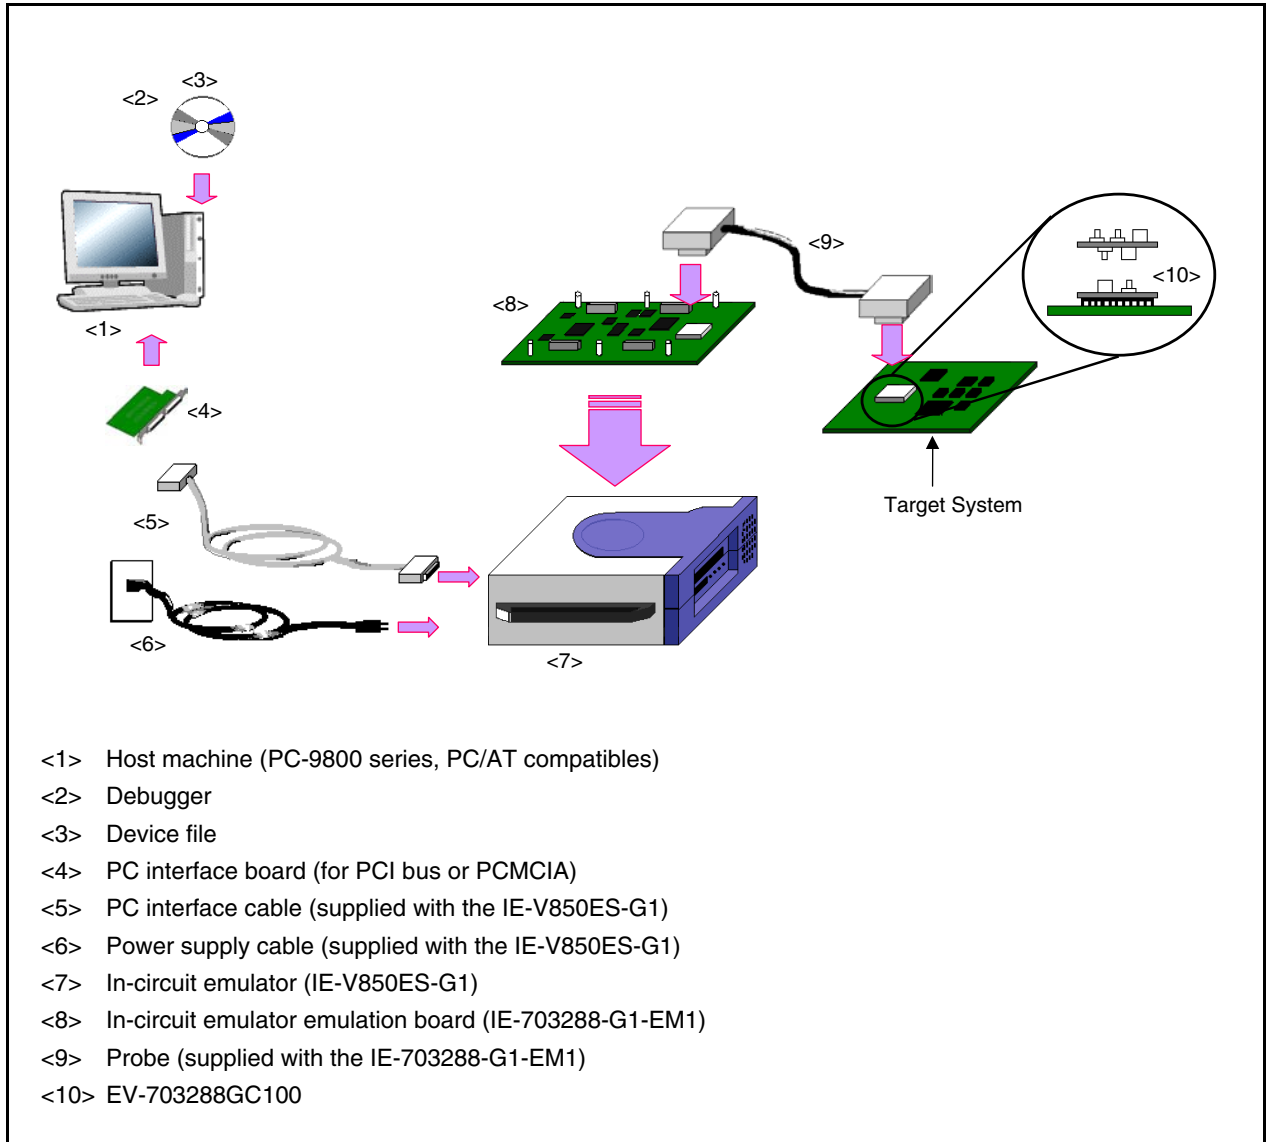 <3>
<2>
<1>
<4>
<5>
<6>
<7>
<8>
<9>
<10>
Target System
<1> Host machine (PC-9800 series, PC/AT compatibles)
<2> Debugger
<3> Device file
<4> PC interface board (for PCI bus or PCMCIA)
<5> PC interface cable (supplied with the IE-V850ES-G1)
<6> Power supply cable (supplied with the IE-V850ES-G1)
<7> In-circuit emulator (IE-V850ES-G1)
<8> In-circuit emulator emulation board (IE-703288-G1-EM1)
<9> Probe (supplied with the IE-703288-G1-EM1)
<10> EV-703288GC100